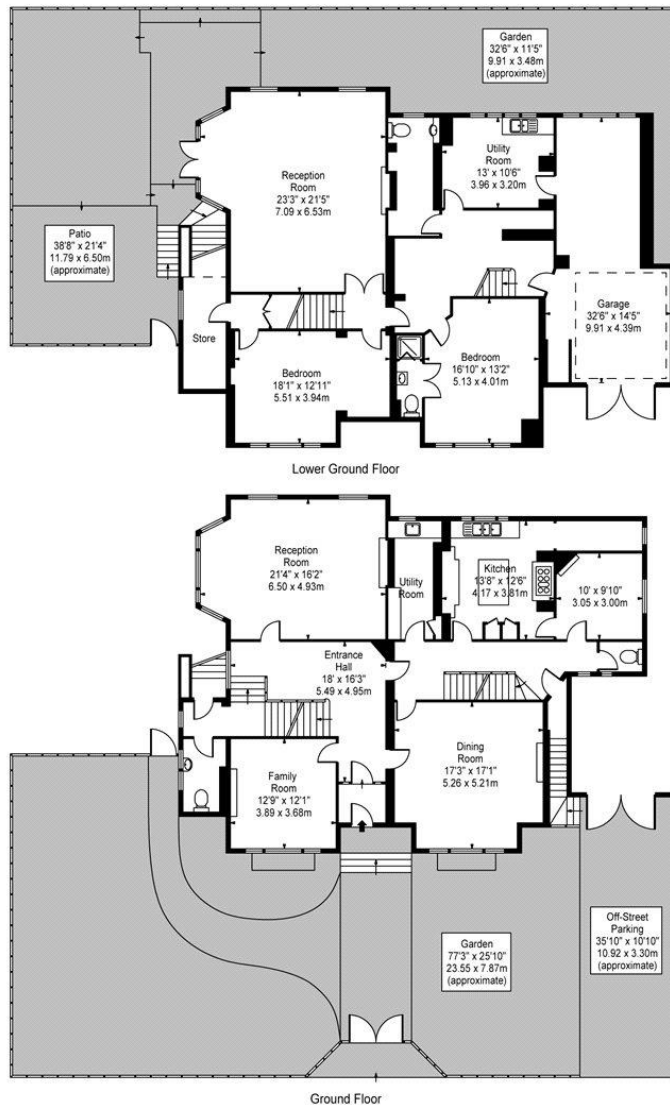 Garden
32'6" x 11'5"
9.91 x 3.48m
(approximate)
Reception
Room
23'3" x 21'5"
7.09 x 6.53m
Utility
Room
13' x 10'6"
3.96 x 3.20m
Patio
38'8" x 21'4"
11.79 x 6.50m
(approximate)
Store
Garage
32'6" x 14'5"
9.91 x 4.39m
Bedroom
18'1" x 12'11"
5.51 x 3.94m
Bedroom
16'10" x 13'2"
5.13 x 4.01m
Lower Ground Floor
Reception
Room
21'4" x 16'2"
6.50 x 4.93m
Utility
Room
Kitchen
13'8" x 12'6"
4.17 x 3.81m
10' x 9'10"
3.05 x 3.00m
Entrance
Hall
18' x 16'3"
5.49 x 4.95m
Family
Room
12'9" x 12'1"
3.89 x 3.68m
Dining
Room
17'3" x 17'1"
5.26 x 5.21m
Garden
77'3" x 25'10"
23.55 x 7.87m
(approximate)
Off-Street
Parking
35'10" x 10'10"
10.92 x 3.30m
(approximate)
Ground Floor